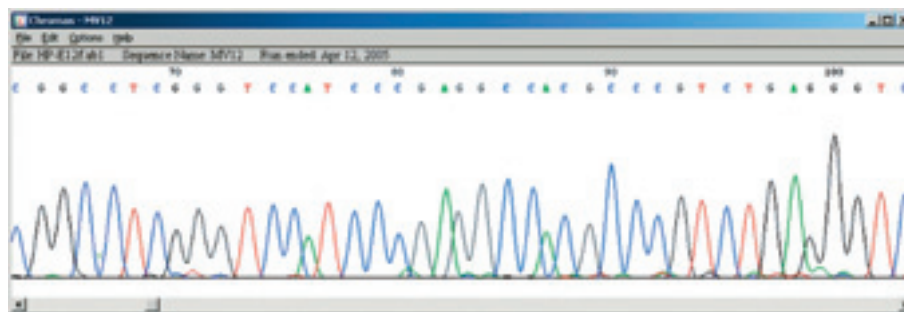 Chromas - MV12
File Edit Options Help
File: HP-E12f.ab1 Sequence Name: MV12 Run ended: Apr 12, 2005
70 80 90 100
C G G C C T C G G G T C C A T C C C G A G G C C A C G C C C G T C T G A G G G T C